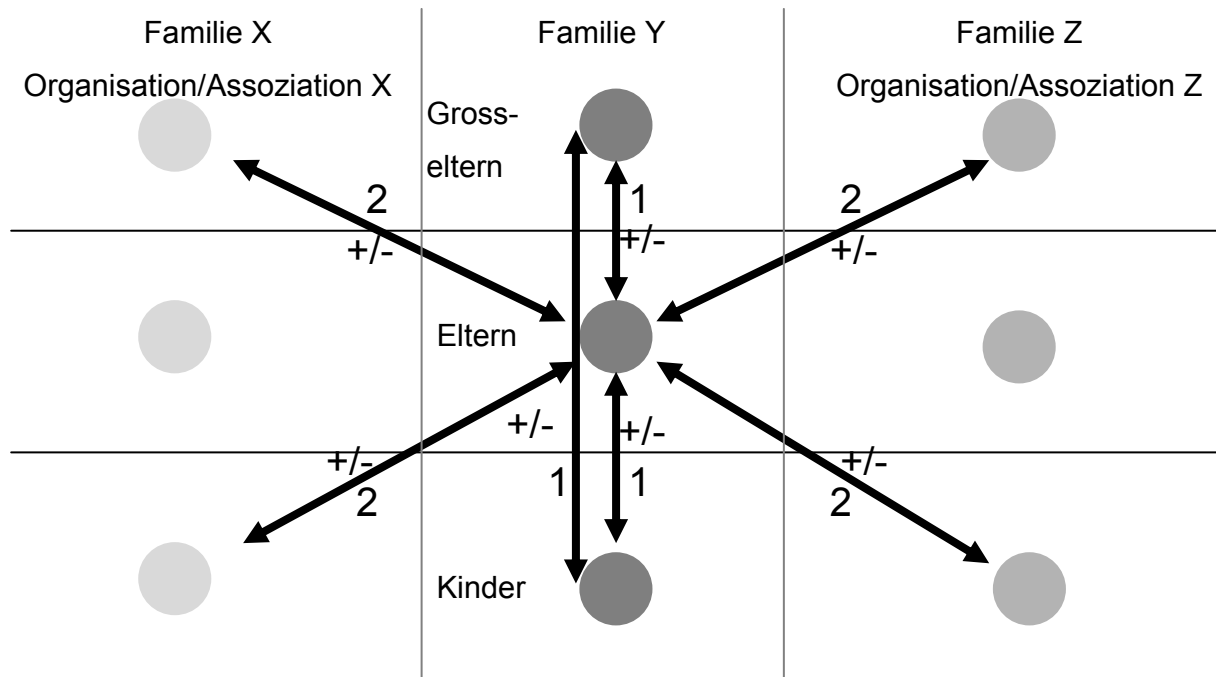 Familie X
Familie Y
Familie Z
Organisation/Assoziation X
Organisation/Assoziation Z
Gross-
eltern
2
1
2
+/-
+/-
+/-
Eltern
+/-
+/-
+/-
+/-
2
1
1
2
Kinder